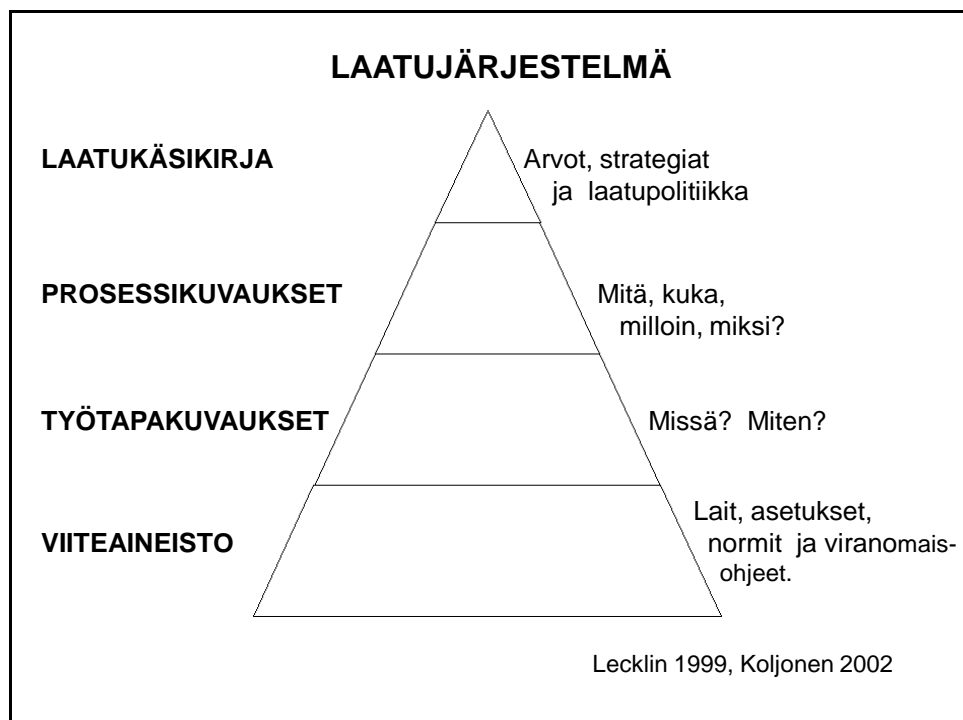 LAATUJÄRJESTELMÄ
LAATUKÄSIKIRJA
Arvot, strategiat
ja laatupolitiikka
PROSESSIKUVAUKSET
Mitä, kuka,
milloin, miksi?
TYÖTAPAKUVAUKSET
Missä? Miten?
VIITEAINEISTO
Lait, asetukset,
normit ja viranomais-
ohjeet.
Lecklin 1999, Koljonen 2002